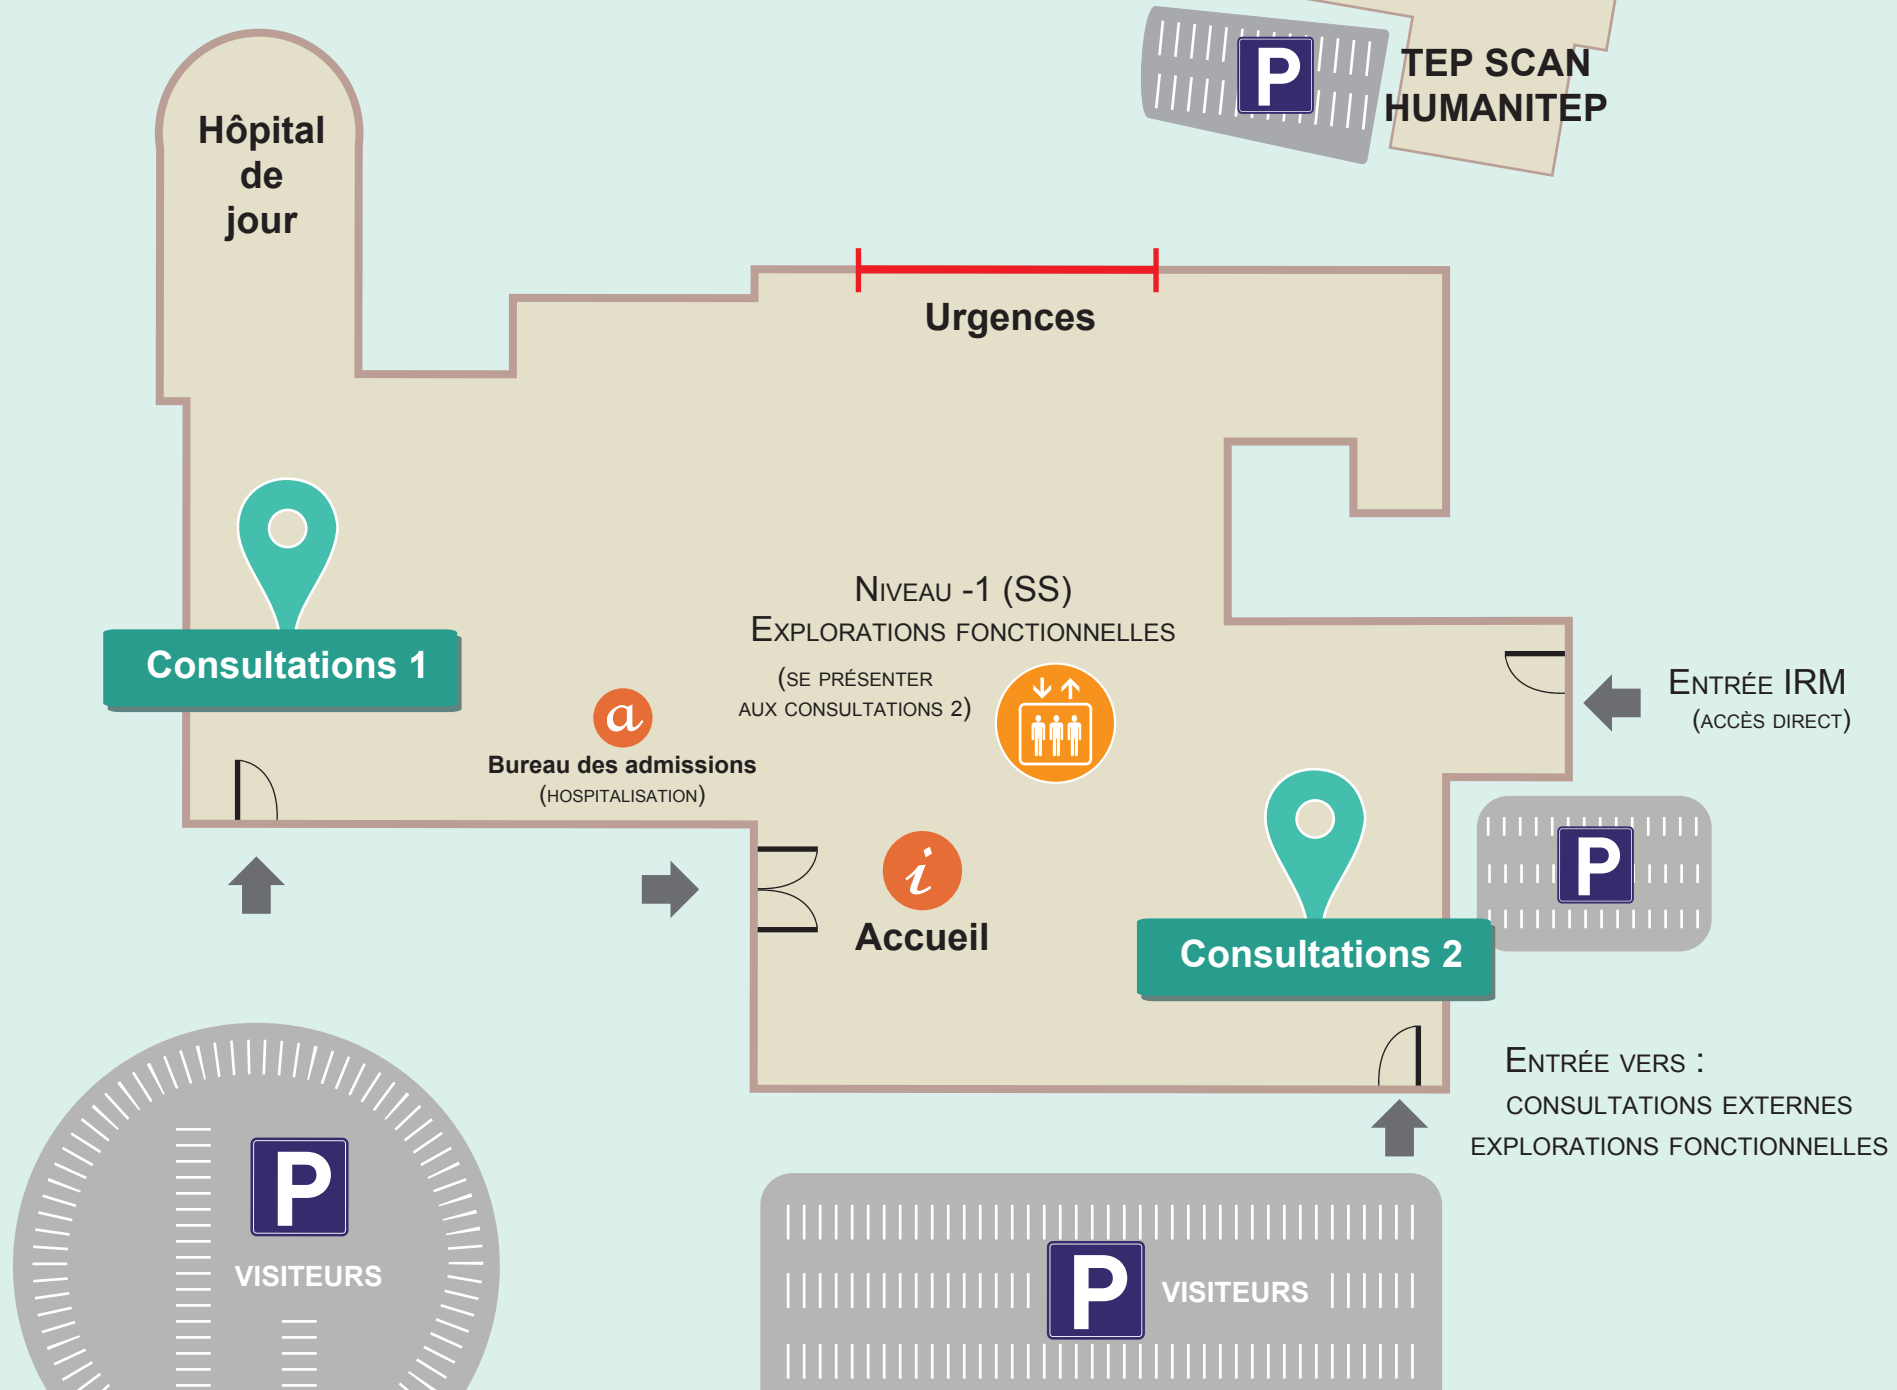 P
TEP SCAN
HUMANITEP
Hôpital
de
jour
Urgences
Niveau -1 (SS)
Explorations fonctionnelles
(se présenter
aux consultations 2)
Consultations 1
Entrée IRM
(accès direct)
a
Bureau des admissions
(hospitalisation)
P
i
Accueil
Consultations 2
Entrée vers :
consultations externes
explorations fonctionnelles
P
VISITEURS
P
VISITEURS